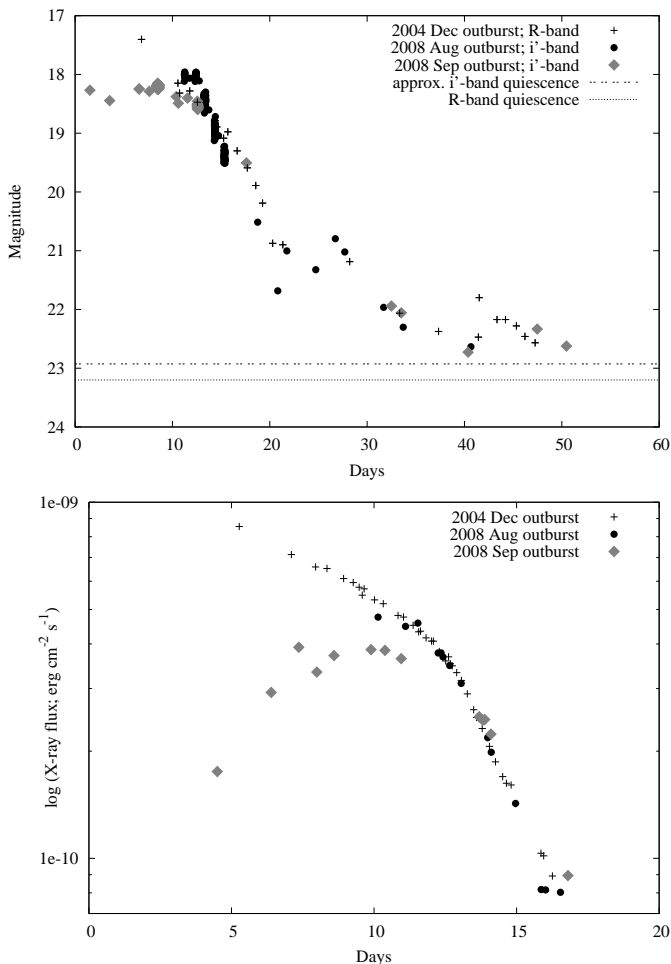 17
18
19
20
21
22
23
24
Magnitude
2004 Dec outburst; R-band
2008 Aug outburst; i’-band
2008 Sep outburst; i’-band
approx. i’-band quiescence
R-band quiescence
0 10 20 30 40 50 60
Days
1e-09
1e-10
log (X-ray flux; erg cm-2 s-1)
2004 Dec outburst
2008 Aug outburst
2008 Sep outburst
0 5 10 15 20
Days